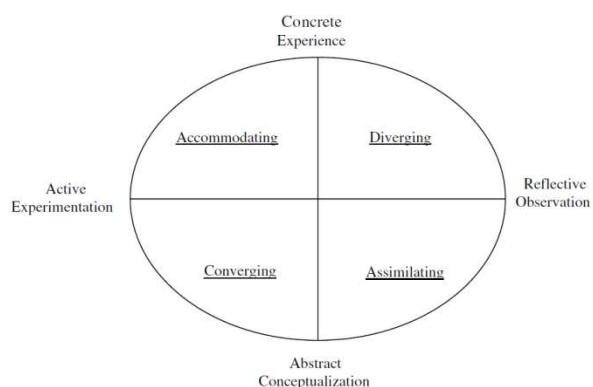 Concrete
Experience
Accommodating
Diverging
Active
Experimentation
Reflective
Observation
Converging
Assimilating
Abstract
Conceptualization